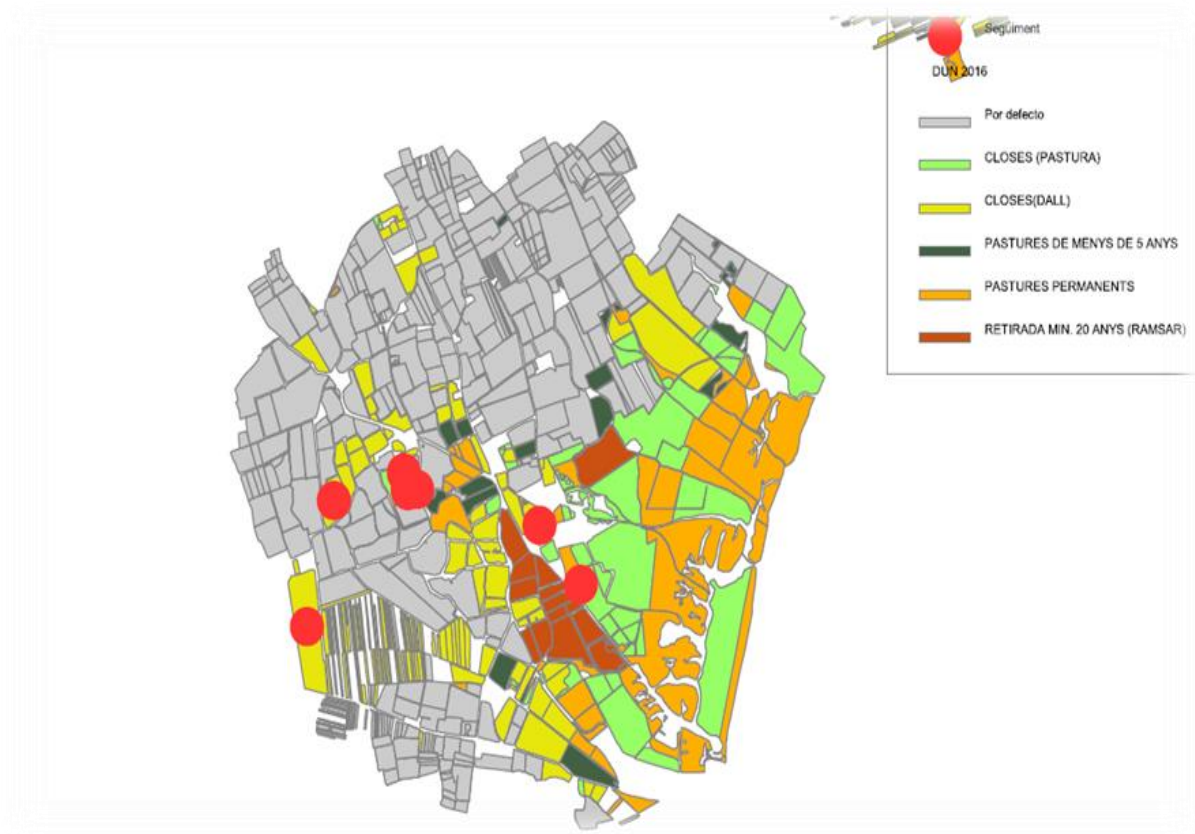 Següiment
DUN 2016
Por defecto
CLOSES (PASTURA)
CLOSES(DALL)
PASTURES DE MENYS DE 5 ANYS
PASTURES PERMANENTS
RETIRADA MIN. 20 ANYS (RAMSAR)